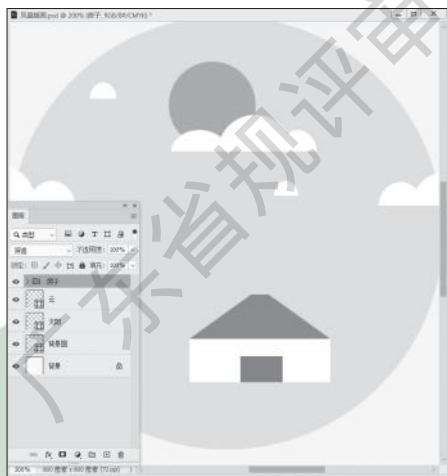 风景插画.psd @ 200% (房子, RGB/8#/CMYK) *
图层
类型
穿透
不透明度: 100%
锁定:
填充: 100%
房子
云
太阳
背景圆
背景
fx
200%
800 像素 x 600 像素 (72 ppi)
广东省规评审